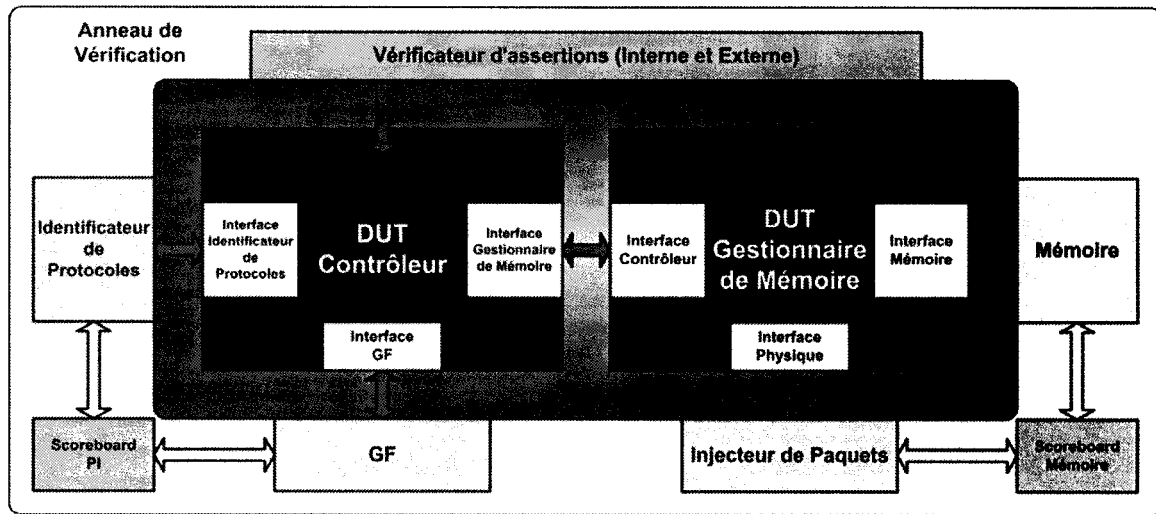 Anneau de
Vérification
Vérificateur d'assertions (Interne et Externe)
Identificateur
de
Protocoles
Interface
Identificateur
de
Protocoles
DUT
Contrôleur
Interface
Gestionnaire
de Mémoire
Interface
Contrôleur
DUT
Gestionnaire
de Mémoire
Interface
Mémoire
Mémoire
Interface
GF
Interface
Physique
Scoreboard
PI
GF
Injecteur de Paquets
Scoreboard
Mémoire